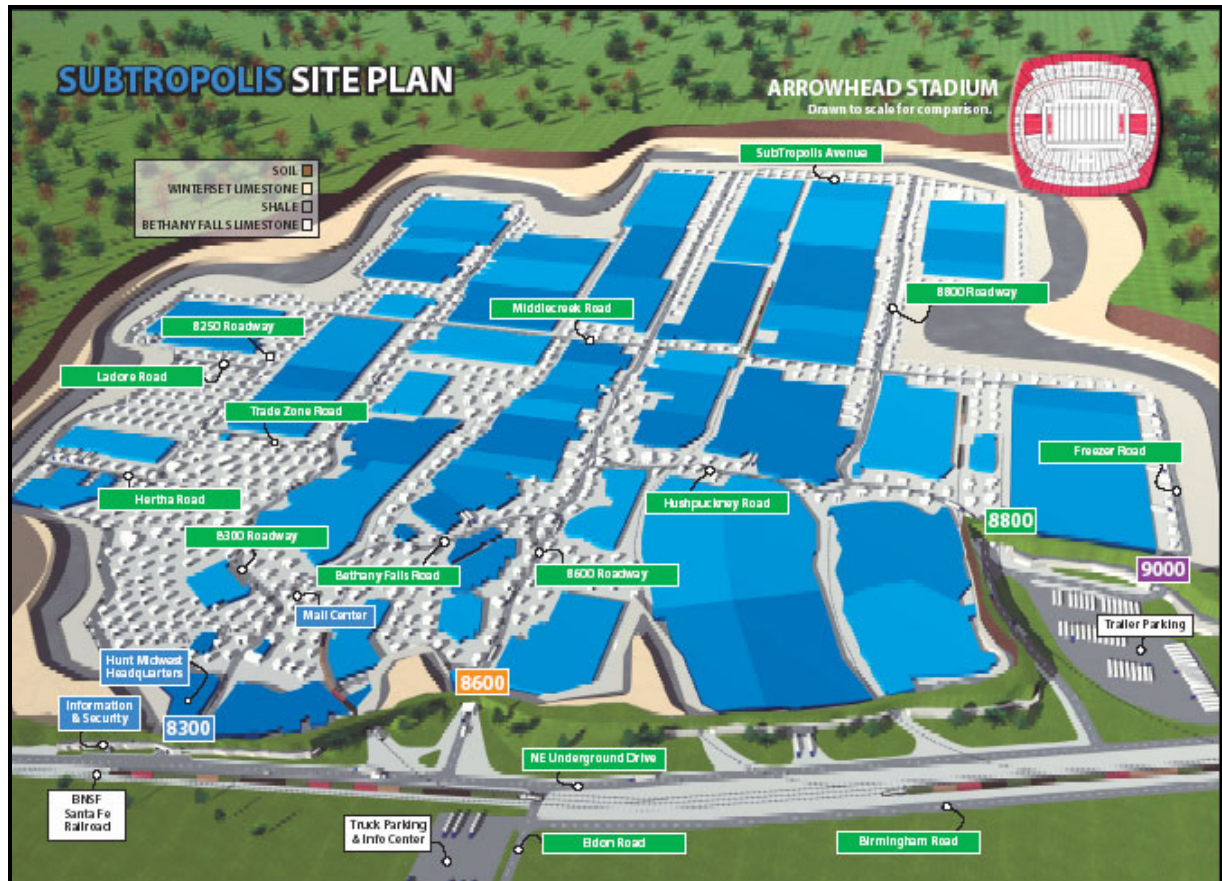 SUBTROPOLIS SITE PLAN
ARROWHEAD STADIUM
Drawn to scale for comparison.
SubTropolis Avenue
SOIL
WINTERSET LIMESTONE
SHALE
BETHANY FALLS LIMESTONE
8800 Roadway
Middlecreek Road
8250 Roadway
Ladore Road
Trade Zone Road
Freezer Road
Hertha Road
Hushpuckney Road
8800
8300 Roadway
Bethany Falls Road
8600 Roadway
9000
Mail Center
Trailer Parking
Hunt Midwest
Headquarters
8600
Information
& Security
8300
NE Underground Drive
BNSF
Santa Fe
Railroad
Truck Parking
& Info Center
Eldon Road
Birmingham Road